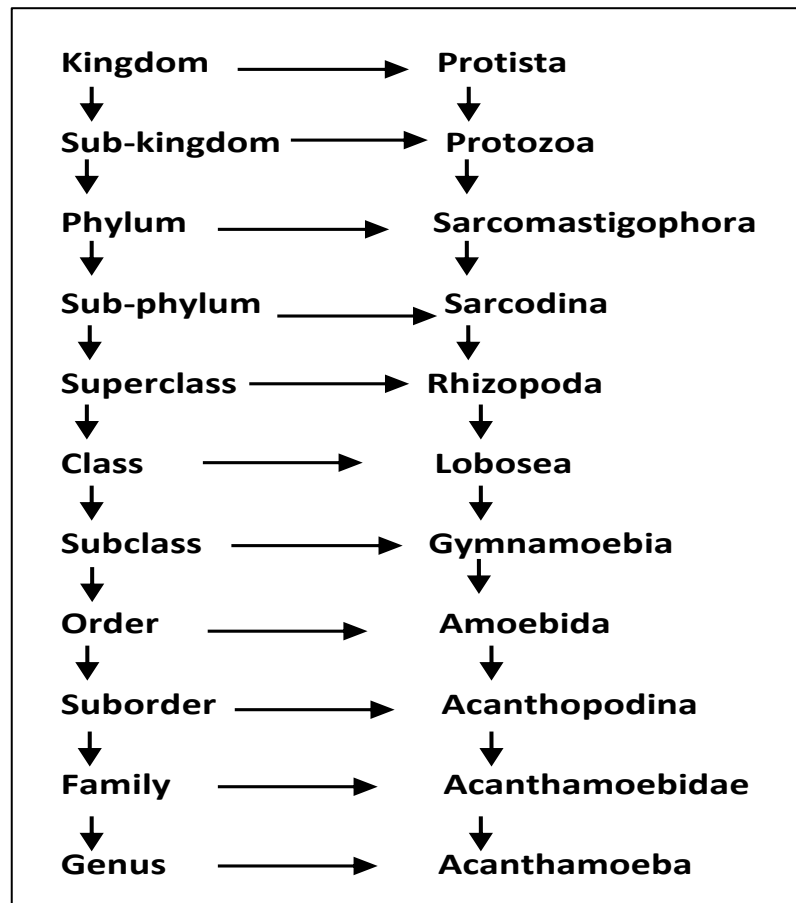 Kingdom Protista
Sub-kingdom Protozoa
Phylum Sarcomastigophora
Sub-phylum Sarcodina
Superclass Rhizopoda
Class Lobosea
Subclass Gymnamoebia
Order Amoebida
Suborder Acanthopodina
Family Acanthamoebidae
Genus Acanthamoeba